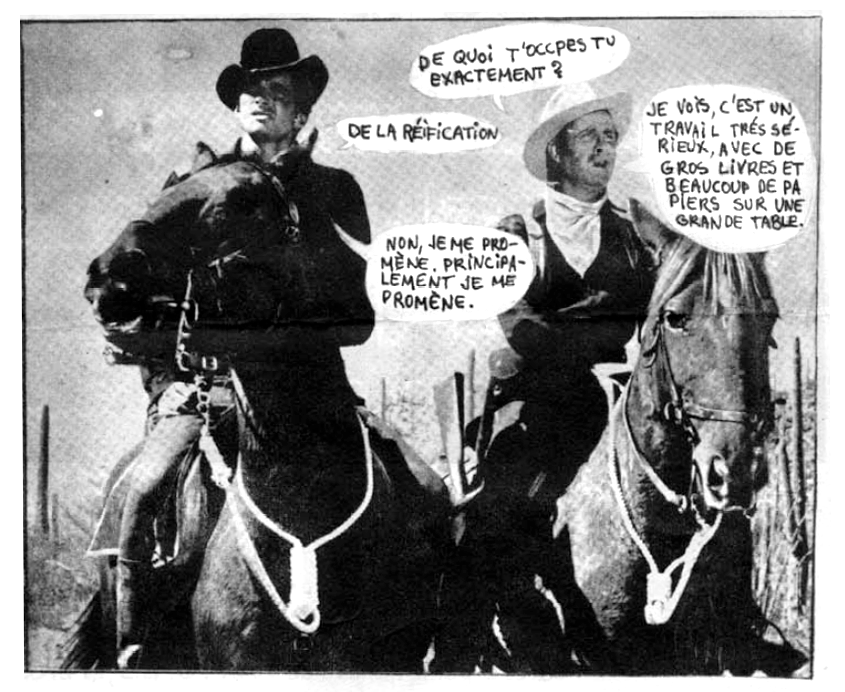 DE QUOI T'OCCPES TU
EXACTEMENT ?
DE LA RÉIFICATION
JE VOIS, C'EST UN
TRAVAIL TRÉS SÉ-
RIEUX, AVEC DE
GROS LIVRES ET
BEAUCOUP DE PA
PIERS SUR UNE
GRANDE TABLE.
NON, JE ME PRO-
MÈNE. PRINCIPA-
LEMENT JE ME
PROMÈNE.